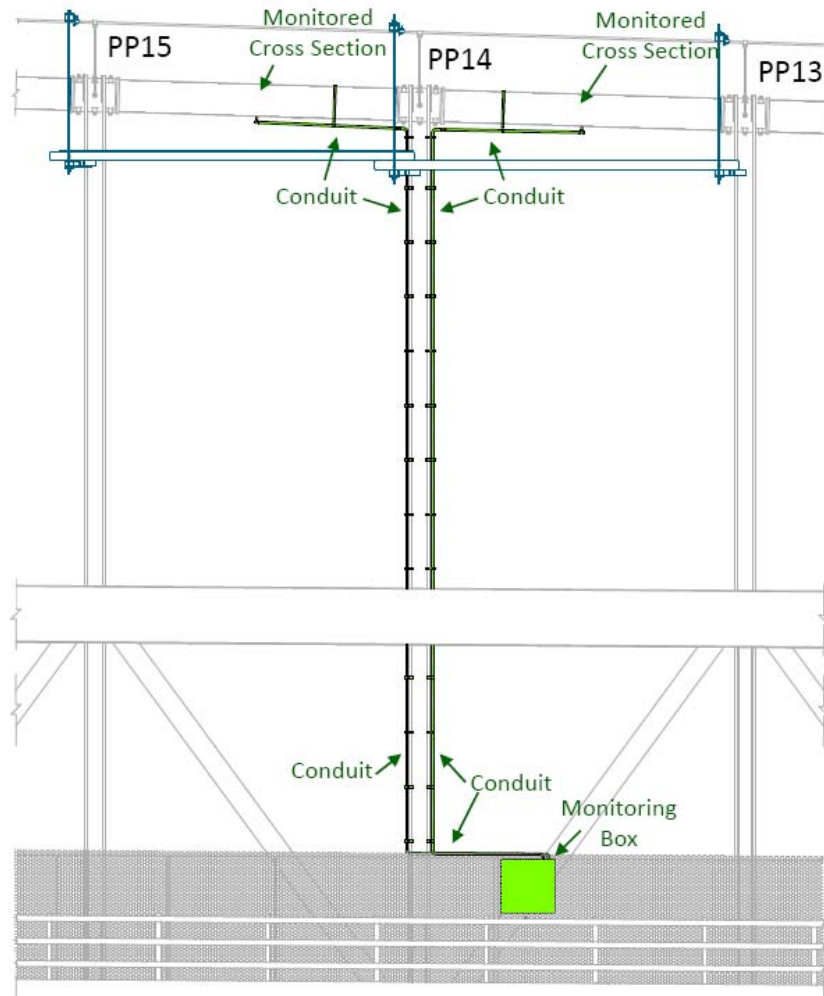 Monitored
Cross Section
PP15
PP14
Monitored
Cross Section
PP13
Conduit
Conduit
Conduit
Conduit
Monitoring
Box